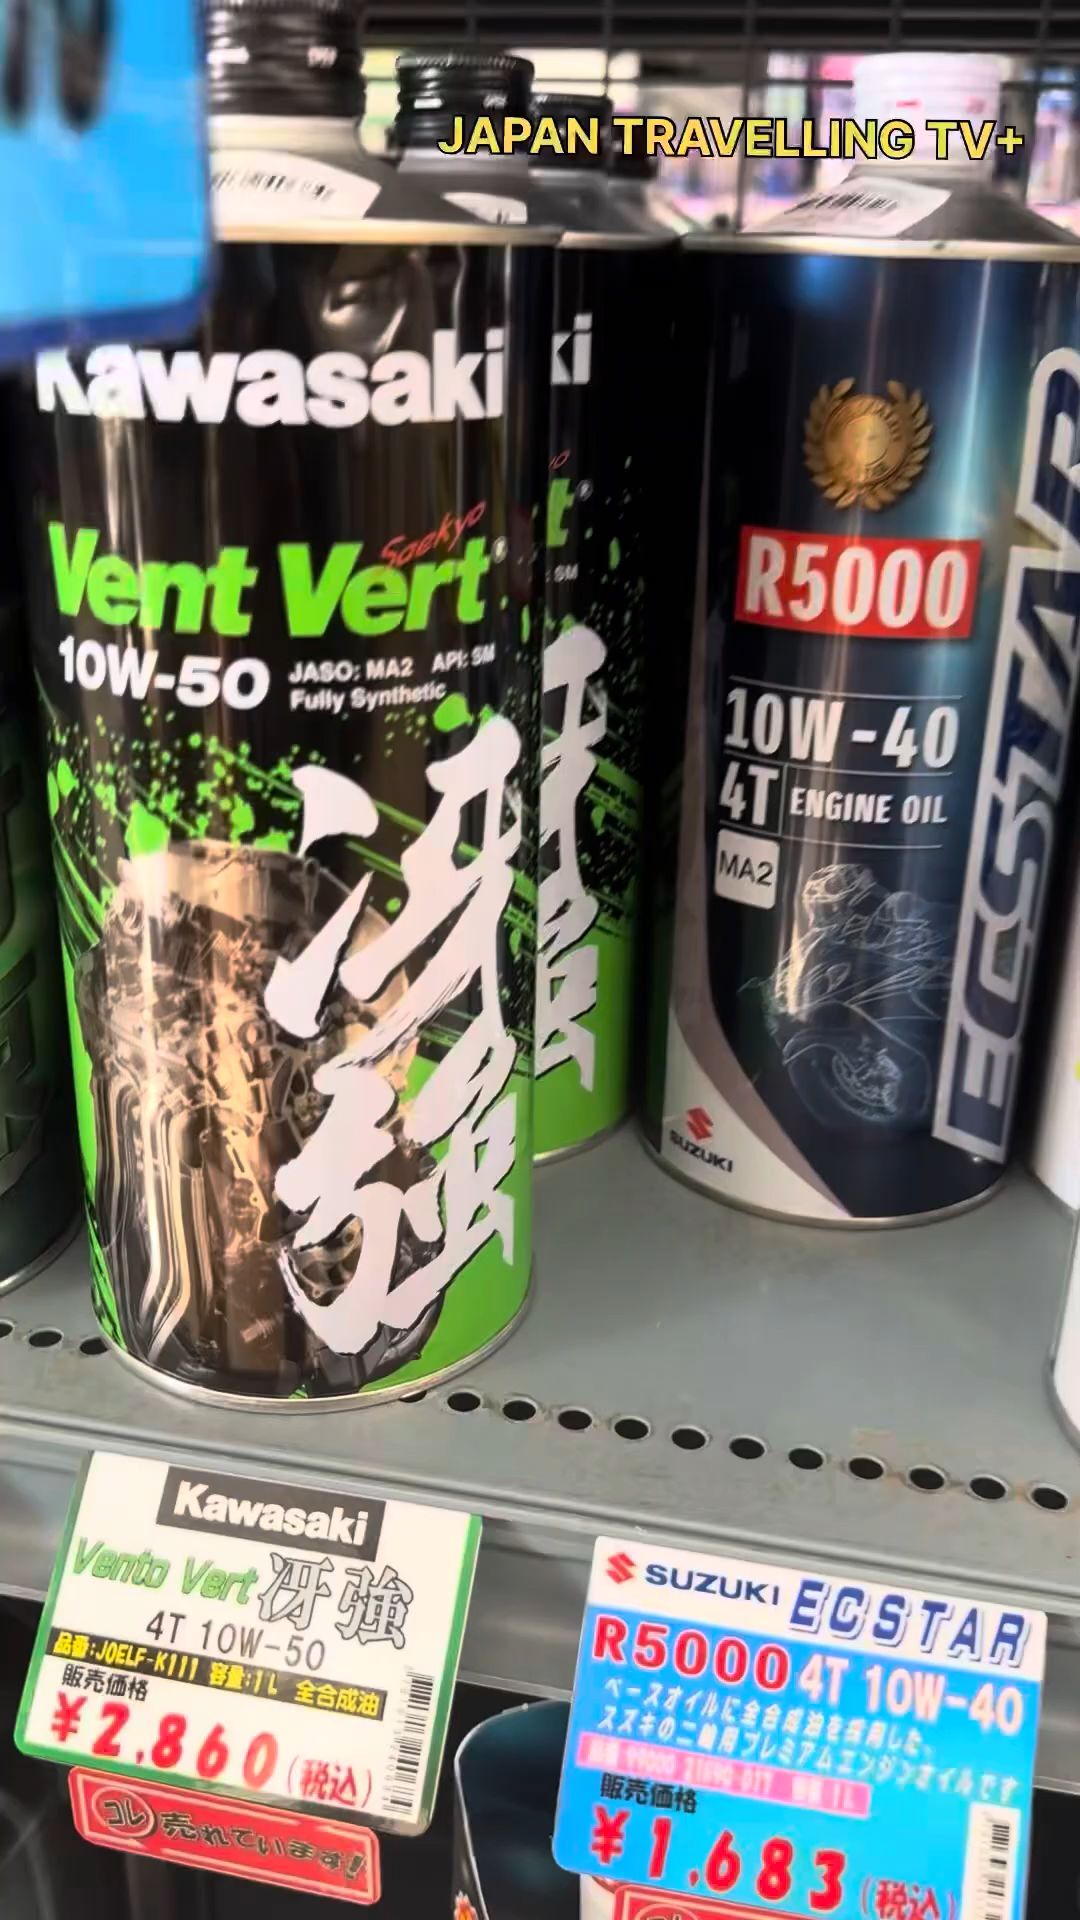 JAPAN TRAVELLING TV+
Kawasaki
Vent Vert
Saekyo
10W-50
JASO: MA2 API: SM
Fully Synthetic
冴
強
R5000
10W-40
4T ENGINE OIL
MA2
ECSTAR
SUZUKI
Kawasaki
Vento Vert 冴強
4T 10W-50
品番:J0ELF-K111 容量:1L 全合成油
販売価格
¥2,860(税込)
コレ売れています!
SUZUKI ECSTAR
R5000 4T 10W-40
ベースオイルに全合成油を採用した、
スズキの二輪用プレミアムエンジンオイルです
販売価格
¥1,683(税込)